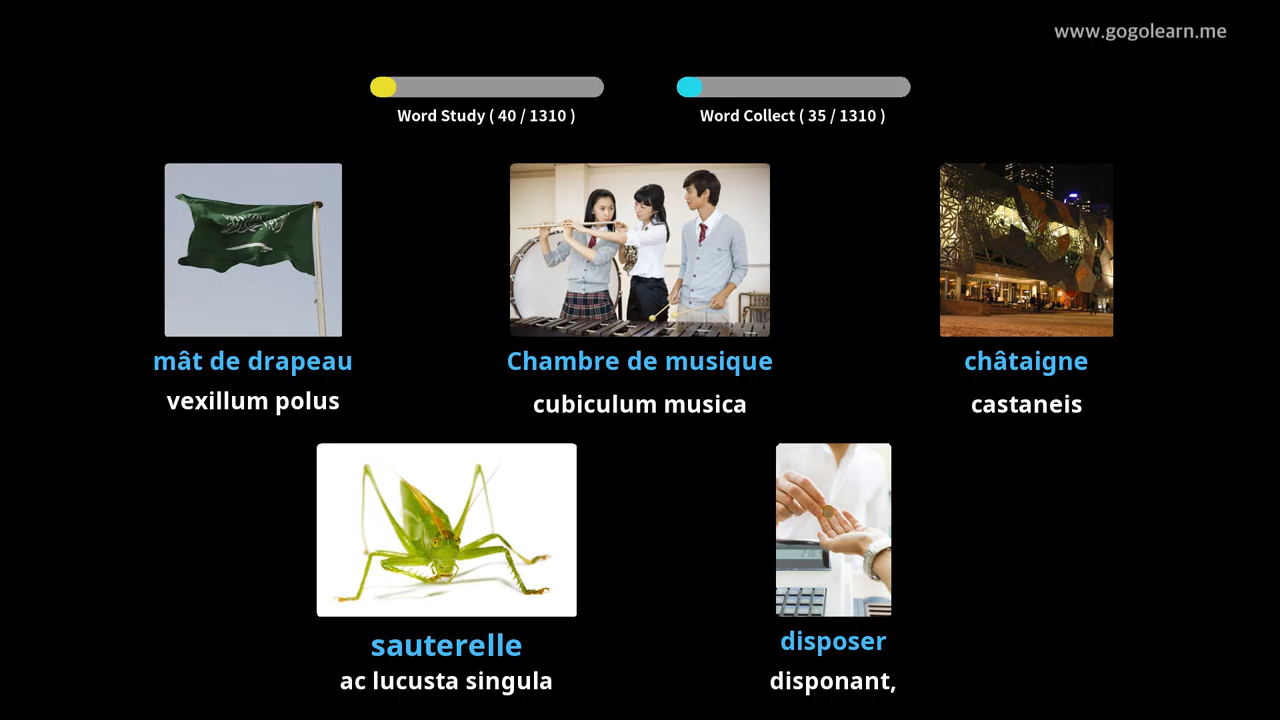 www.gogolearn.me
Word Study ( 40 / 1310 )
Word Collect ( 35 / 1310 )
mât de drapeau
vexillum polus
Chambre de musique
cubiculum musica
châtaigne
castaneis
sauterelle
ac lucusta singula
disposer
disponant,